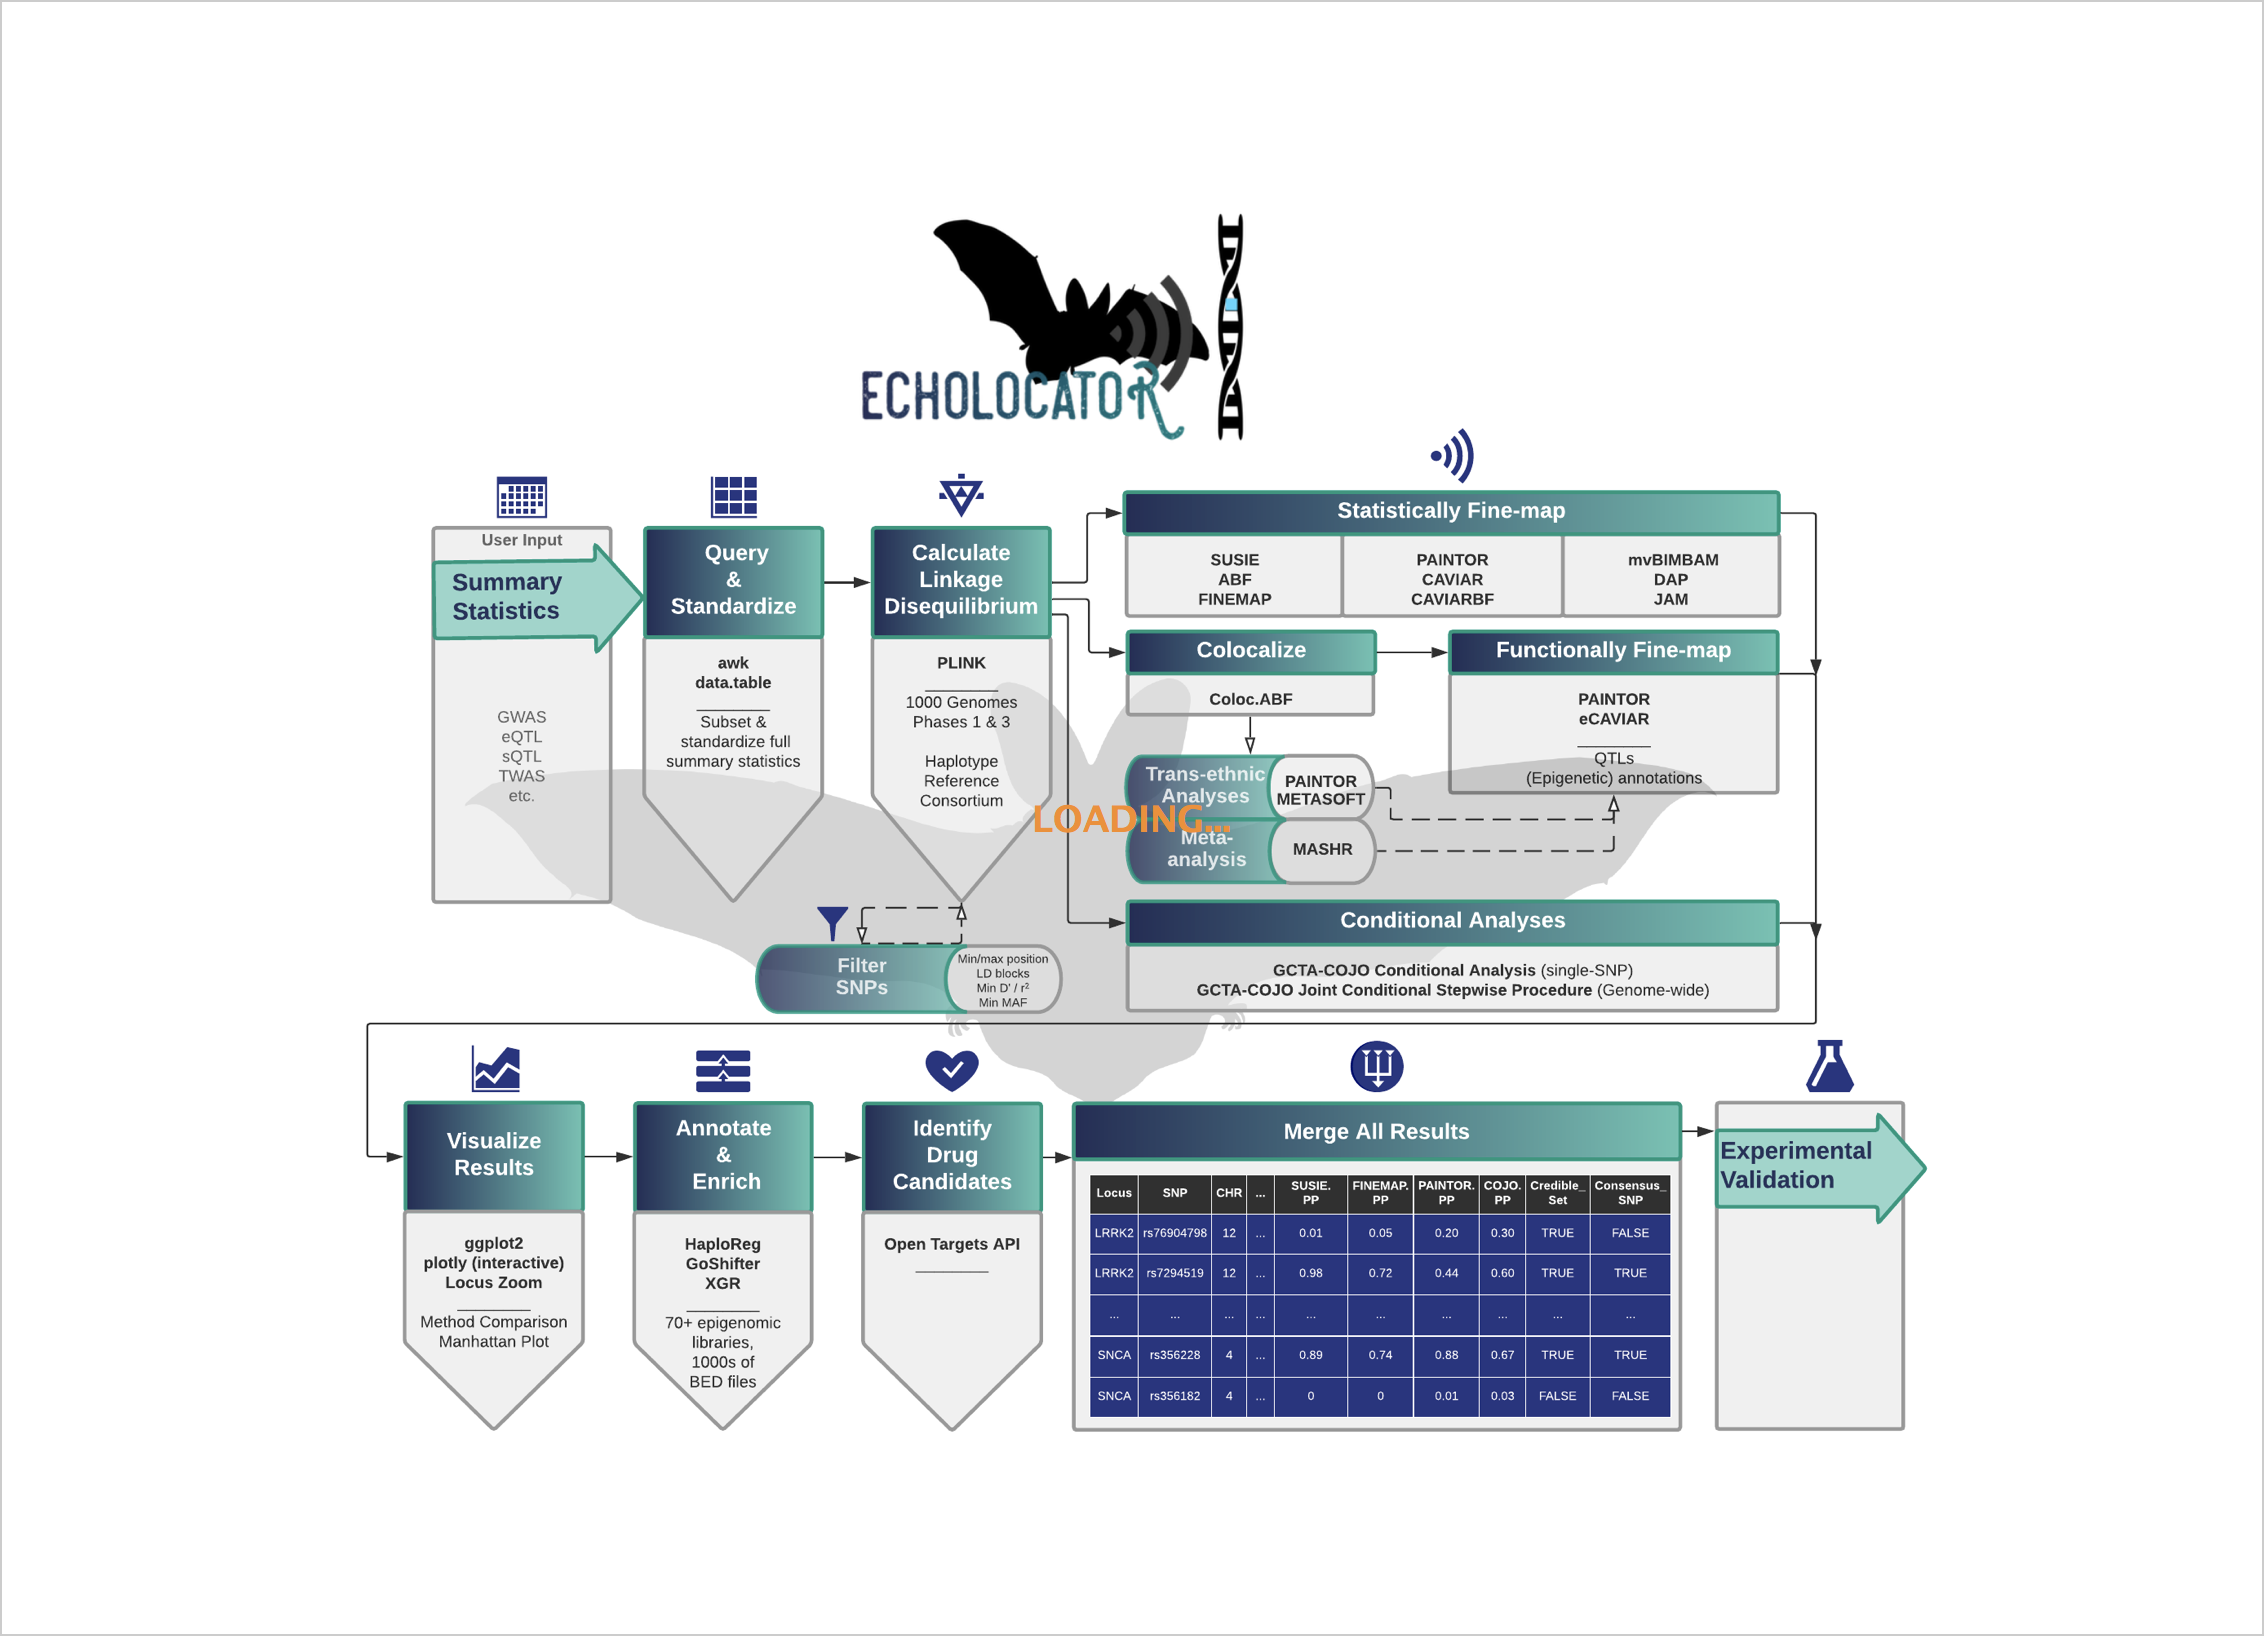 ECHOLOCATOR
User Input
Summary
Statistics
GWAS
eQTL
sQTL
TWAS
etc.
Query
&
Standardize
awk
data.table
Subset &
standardize full
summary statistics
Calculate
Linkage
Disequilibrium
PLINK
1000 Genomes
Phases 1 & 3
Haplotype
Reference
Consortium
Filter
SNPs
Min/max position
LD blocks
Min D' / r²
Min MAF
Statistically Fine-map
SUSIE
ABF
FINEMAP
PAINTOR
CAVIAR
CAVIARBF
mvBIMBAM
DAP
JAM
Colocalize
Coloc.ABF
Functionally Fine-map
PAINTOR
eCAVIAR
QTLs
(Epigenetic) annotations
Trans-ethnic
Analyses
PAINTOR
METASOFT
LOADING...
Meta-
analysis
MASHR
Conditional Analyses
GCTA-COJO Conditional Analysis (single-SNP)
GCTA-COJO Joint Conditional Stepwise Procedure (Genome-wide)
Visualize
Results
ggplot2
plotly (interactive)
Locus Zoom
Method Comparison
Manhattan Plot
Annotate
&
Enrich
HaploReg
GoShifter
XGR
70+ epigenomic
libraries,
1000s of
BED files
Identify
Drug
Candidates
Open Targets API
Merge All Results
Locus SNP CHR ... SUSIE.PP FINEMAP.PP PAINTOR.PP COJO.PP Credible_Set Consensus_SNP
LRRK2 rs76904798 12 ... 0.01 0.05 0.20 0.30 TRUE FALSE
LRRK2 rs7294519 12 ... 0.98 0.72 0.44 0.60 TRUE TRUE
... ... ... ... ... ... ... ... ... ...
SNCA rs356228 4 ... 0.89 0.74 0.88 0.67 TRUE TRUE
SNCA rs356182 4 ... 0 0 0.01 0.03 FALSE FALSE
Experimental
Validation